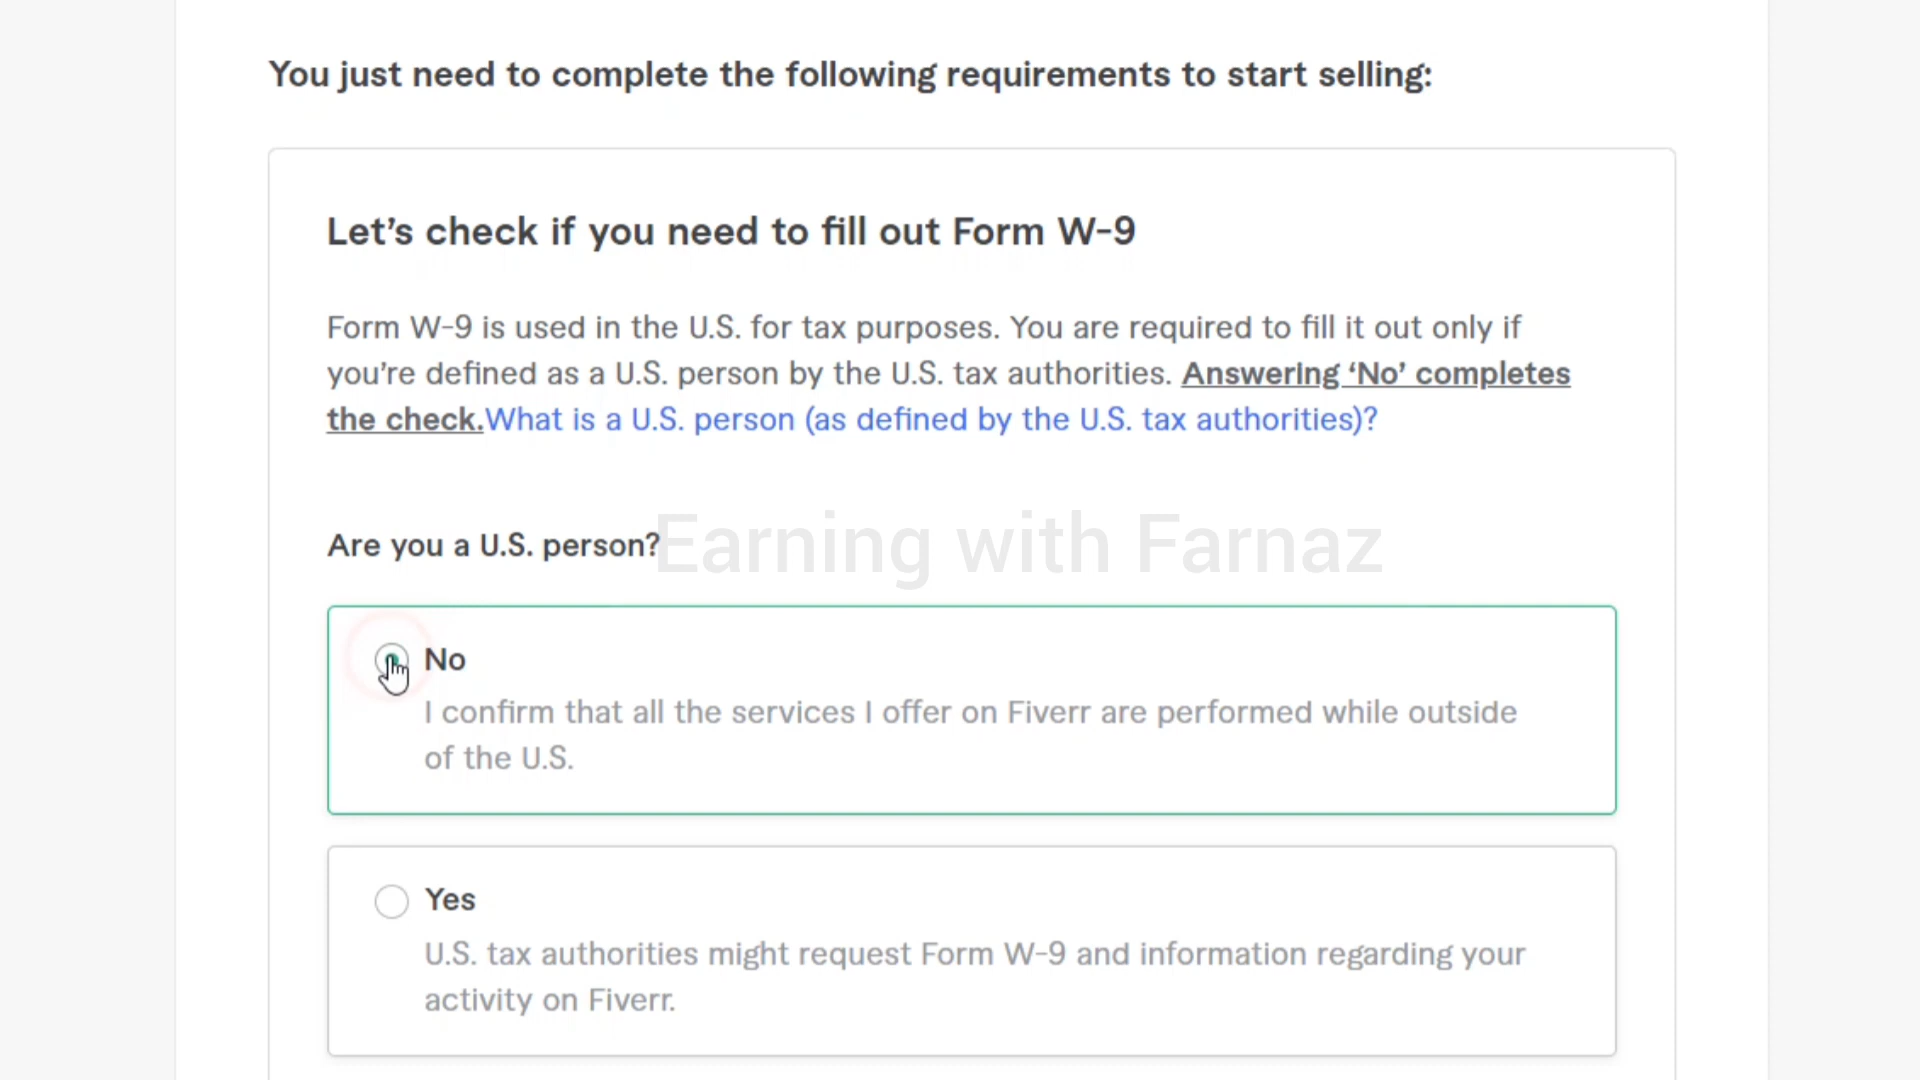 You just need to complete the following requirements to start selling:
Let’s check if you need to fill out Form W-9
Form W-9 is used in the U.S. for tax purposes. You are required to fill it out only if
you’re defined as a U.S. person by the U.S. tax authorities. Answering ‘No’ completes
the check.What is a U.S. person (as defined by the U.S. tax authorities)?
Are you a U.S. person?
Earning with Farnaz
No
I confirm that all the services I offer on Fiverr are performed while outside
of the U.S.
Yes
U.S. tax authorities might request Form W-9 and information regarding your
activity on Fiverr.